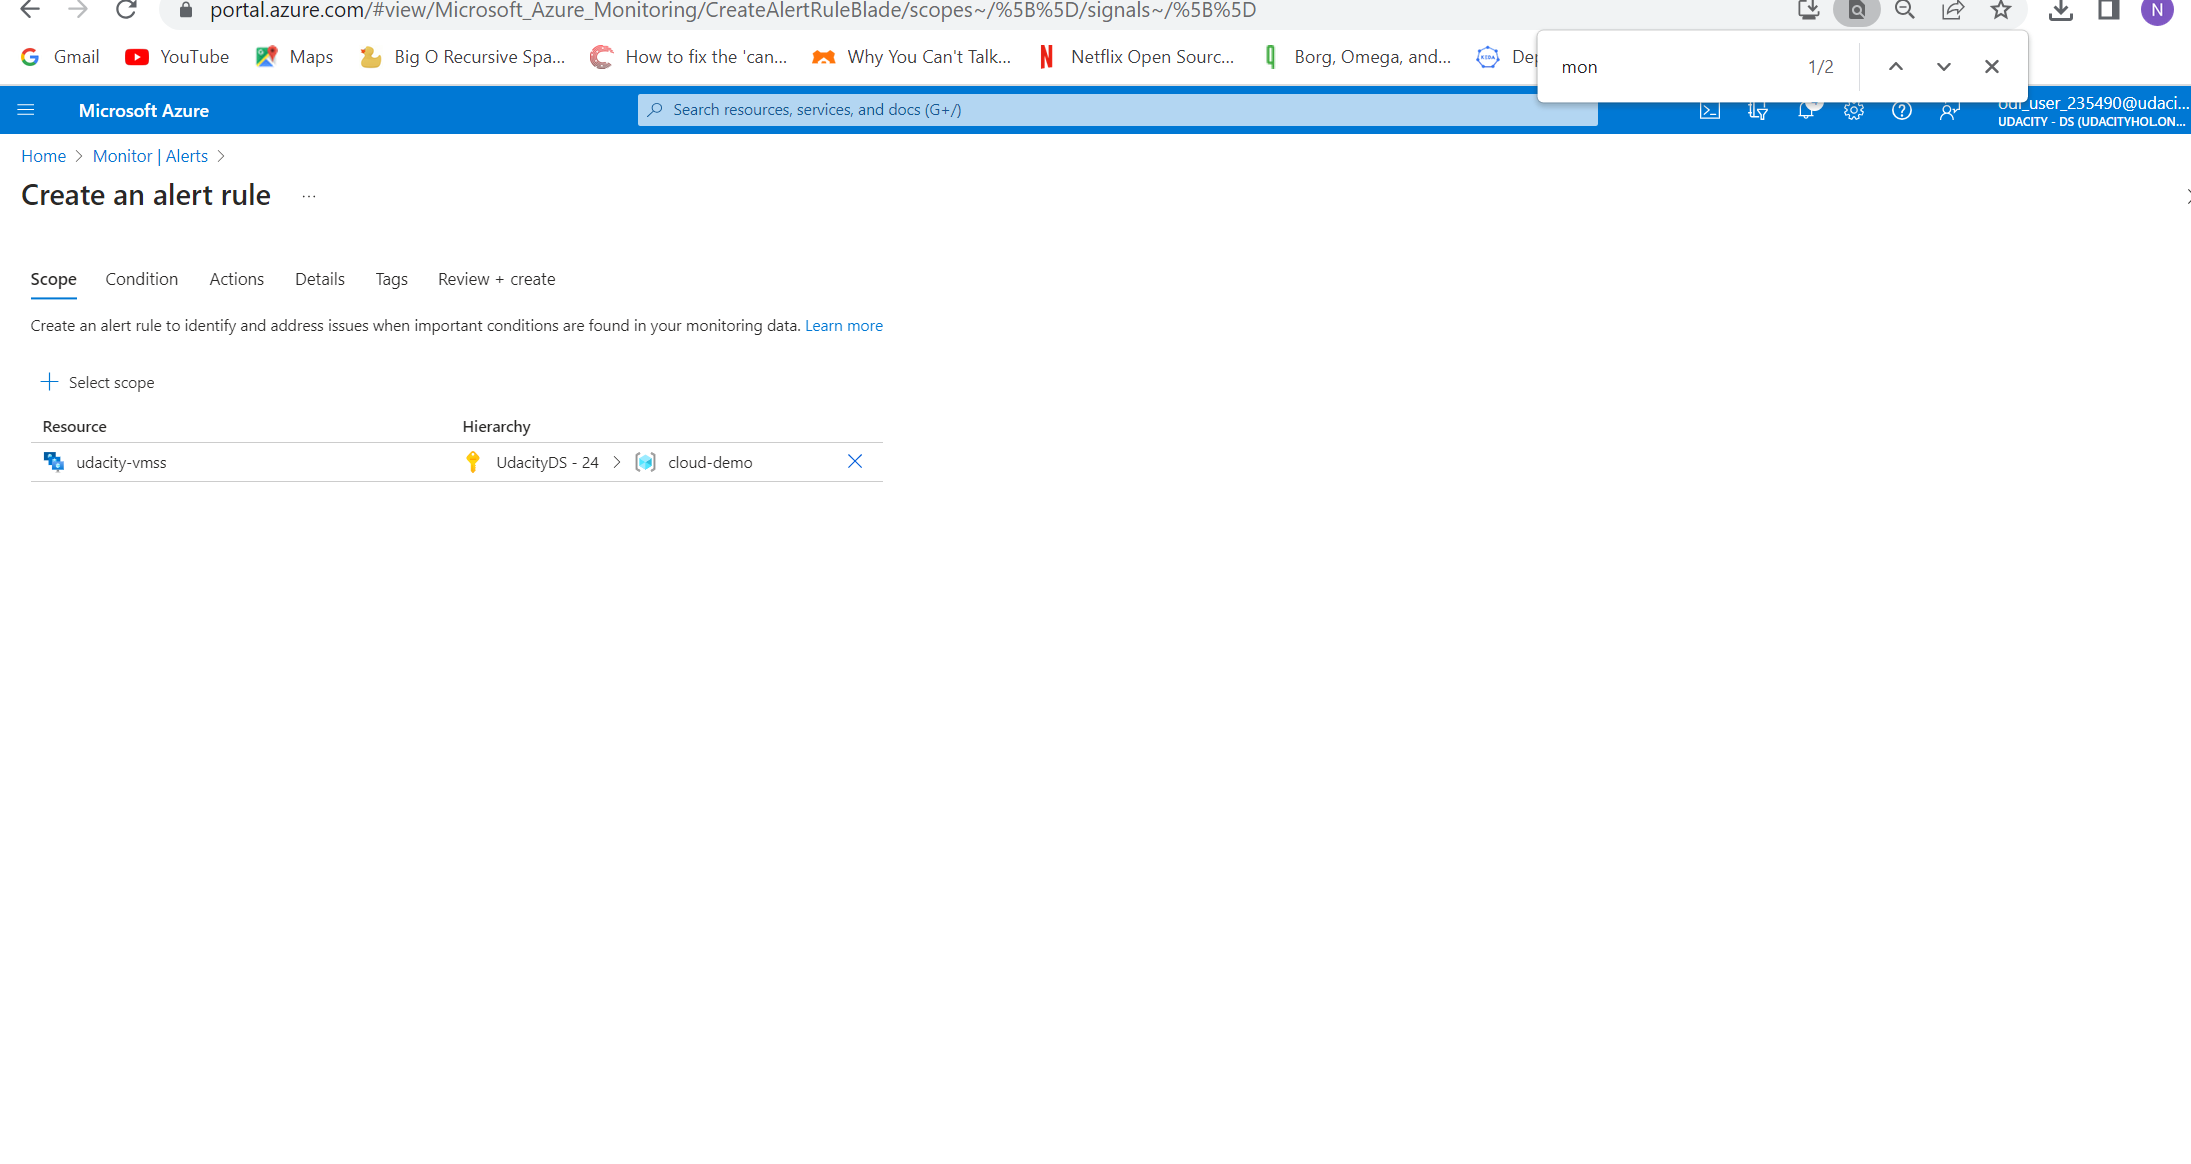 portal.azure.com/#view/Microsoft_Azure_Monitoring/CreateAlertRuleBlade/scopes~/%5B%5D/signals~/%5B%5D
N
Gmail YouTube Maps Big O Recursive Spa... How to fix the 'can... Why You Can't Talk... Netflix Open Sourc... Borg, Omega, and...
mon 1/2
Microsoft Azure
Search resources, services, and docs (G+/)
odl_user_235490@udaci...
UDACITY - DS (UDACITYHOL.ON...
Home > Monitor | Alerts >
Create an alert rule ...
Scope Condition Actions Details Tags Review + create
Create an alert rule to identify and address issues when important conditions are found in your monitoring data. Learn more
+ Select scope
Resource Hierarchy
udacity-vmss UdacityDS - 24 > cloud-demo